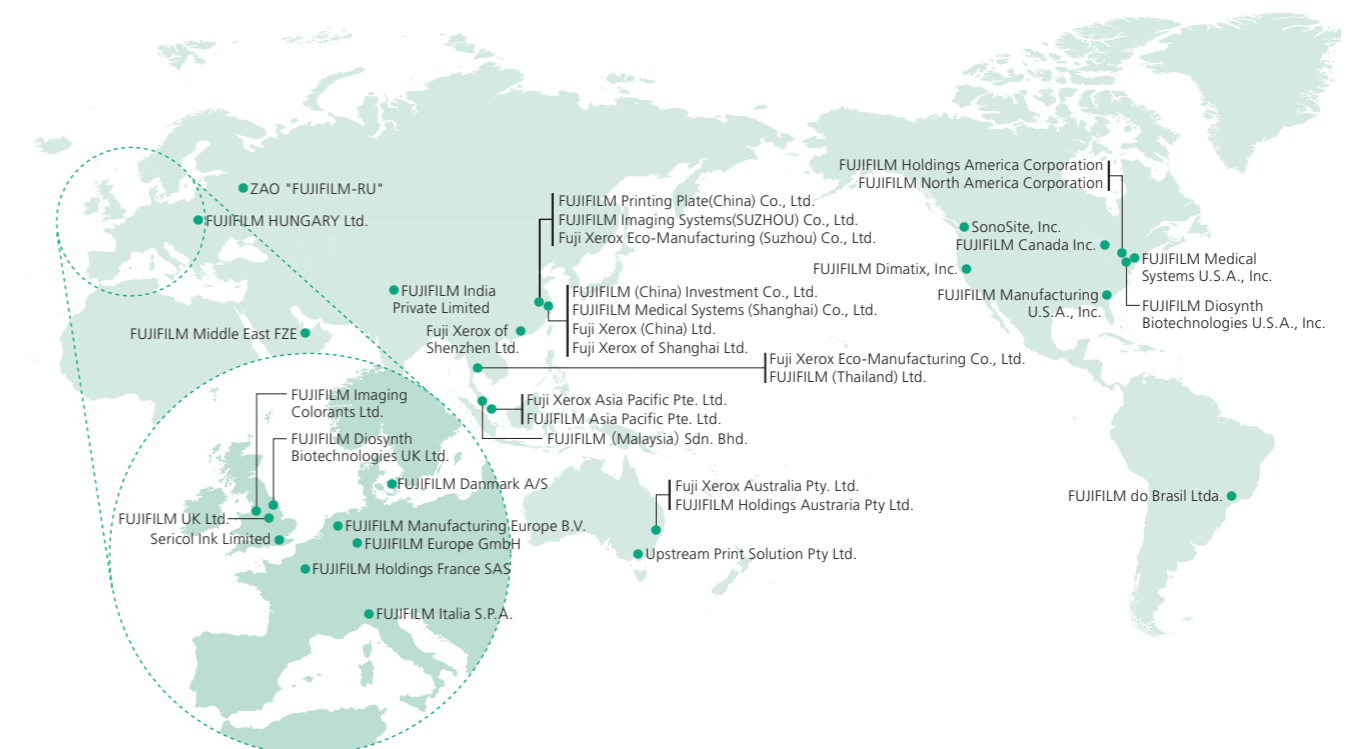 FUJIFILM Holdings America Corporation
FUJIFILM North America Corporation
ZAO "FUJIFILM-RU"
FUJIFILM HUNGARY Ltd.
FUJIFILM Printing Plate(China) Co., Ltd.
FUJIFILM Imaging Systems(SUZHOU) Co., Ltd.
Fuji Xerox Eco-Manufacturing (Suzhou) Co., Ltd.
SonoSite, Inc.
FUJIFILM Canada Inc.
FUJIFILM Dimatix, Inc.
FUJIFILM Medical
Systems U.S.A., Inc.
FUJIFILM Manufacturing
U.S.A., Inc.
FUJIFILM Diosynth
Biotechnologies U.S.A., Inc.
FUJIFILM India
Private Limited
FUJIFILM (China) Investment Co., Ltd.
FUJIFILM Medical Systems (Shanghai) Co., Ltd.
Fuji Xerox (China) Ltd.
Fuji Xerox of Shanghai Ltd.
FUJIFILM Middle East FZE
Fuji Xerox of
Shenzhen Ltd.
Fuji Xerox Eco-Manufacturing Co., Ltd.
FUJIFILM (Thailand) Ltd.
Fuji Xerox Asia Pacific Pte. Ltd.
FUJIFILM Asia Pacific Pte. Ltd.
FUJIFILM (Malaysia) Sdn. Bhd.
FUJIFILM Imaging
Colorants Ltd.
FUJIFILM Diosynth
Biotechnologies UK Ltd.
FUJIFILM Danmark A/S
FUJIFILM UK Ltd.
Sericol Ink Limited
FUJIFILM Manufacturing Europe B.V.
FUJIFILM Europe GmbH
FUJIFILM Holdings France SAS
FUJIFILM Italia S.P.A.
Fuji Xerox Australia Pty. Ltd.
FUJIFILM Holdings Austraria Pty Ltd.
Upstream Print Solution Pty Ltd.
FUJIFILM do Brasil Ltda.